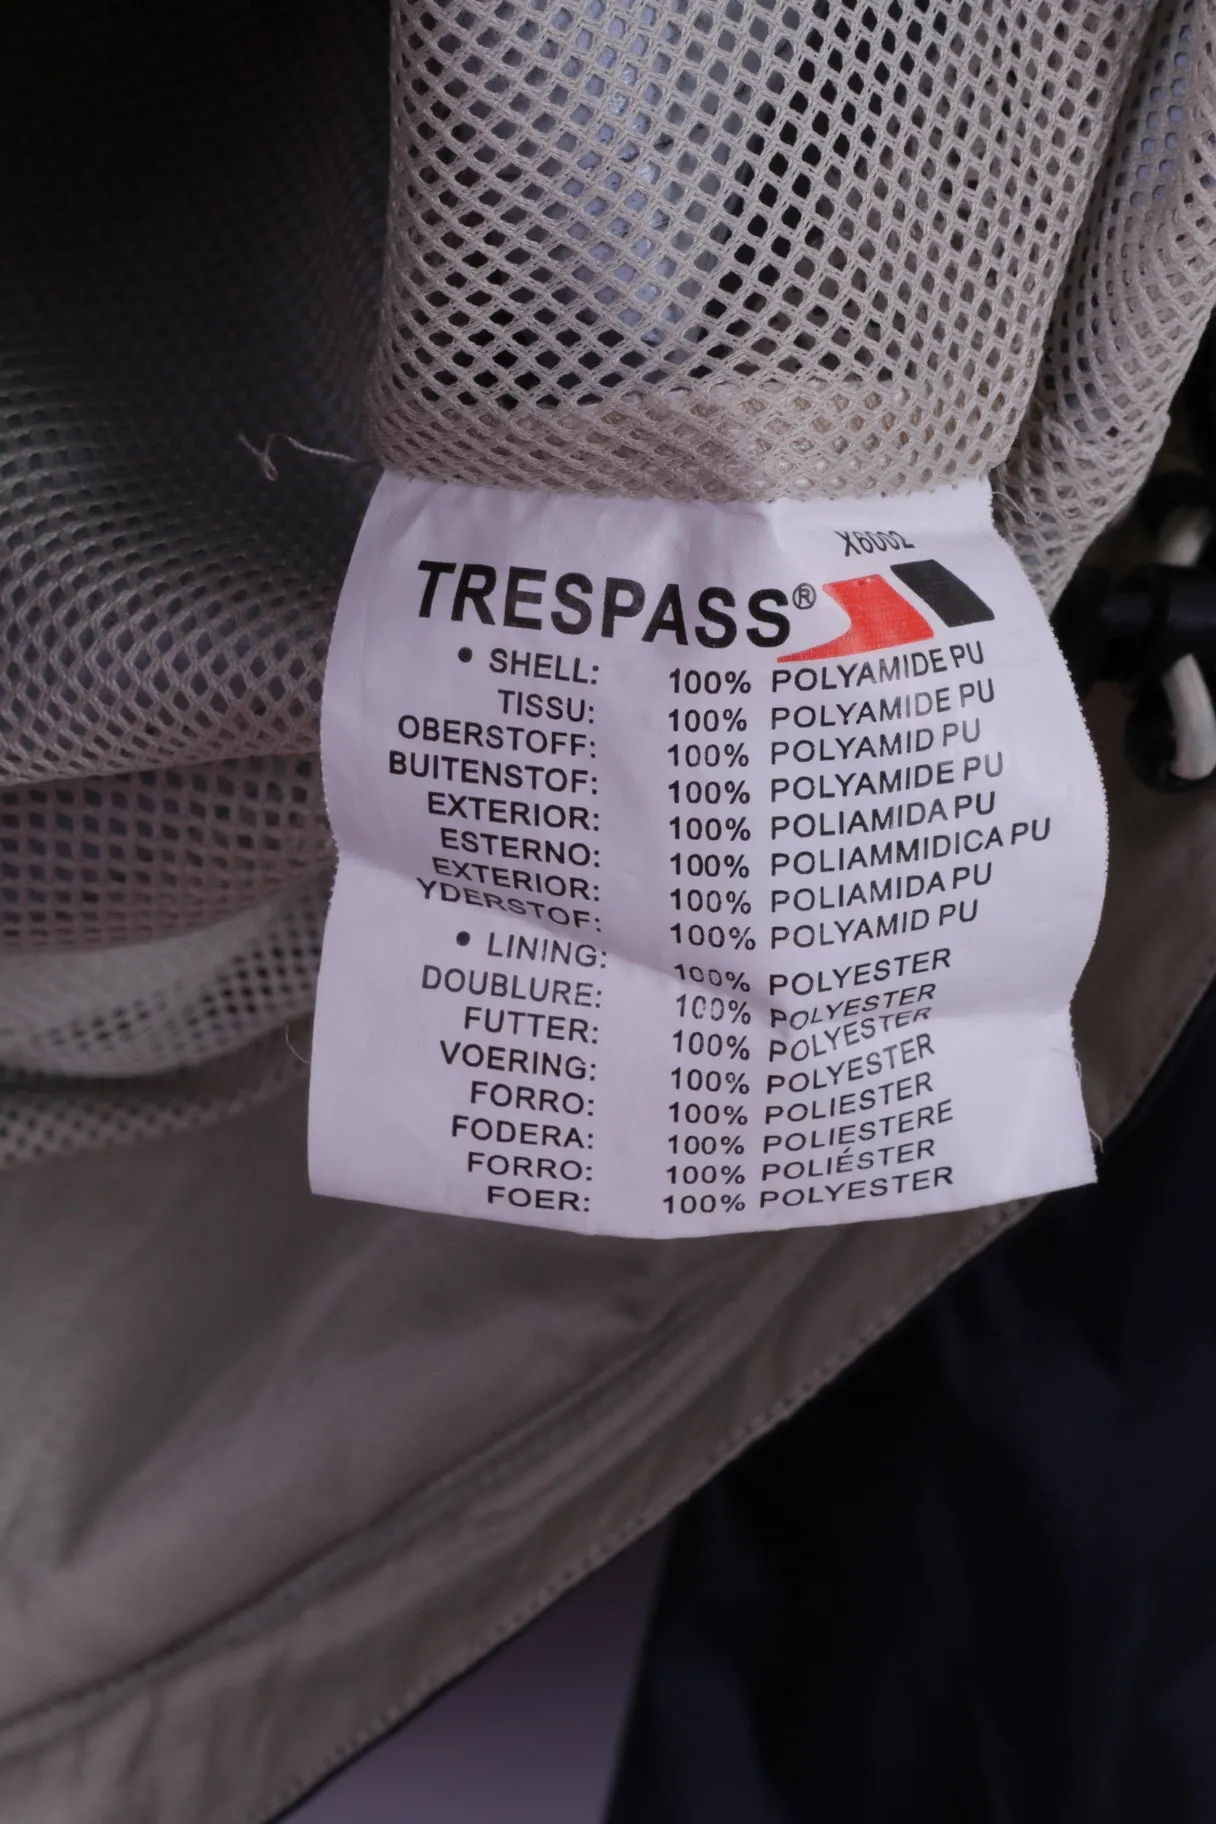 X6002
TRESPASS®
• SHELL: 100% POLYAMIDE PU
TISSU: 100% POLYAMIDE PU
OBERSTOFF: 100% POLYAMID PU
BUITENSTOF: 100% POLYAMIDE PU
EXTERIOR: 100% POLIAMIDA PU
ESTERNO: 100% POLIAMMIDICA PU
EXTERIOR: 100% POLIAMIDA PU
YDERSTOF: 100% POLYAMID PU
• LINING: 100% POLYESTER
DOUBLURE: 100% POLYESTER
FUTTER: 100% POLYESTER
VOERING: 100% POLYESTER
FORRO: 100% POLIESTER
FODERA: 100% POLIESTERE
FORRO: 100% POLIÉSTER
FOER: 100% POLYESTER